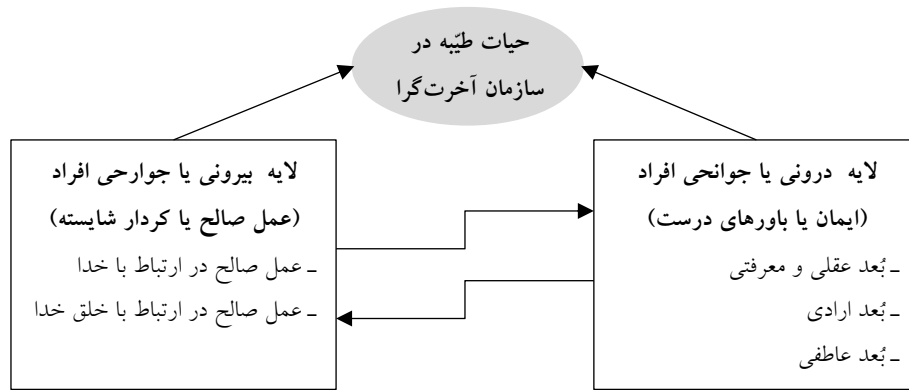 حیات طیّبه در
سازمان آخرت‌گرا
لایه درونی یا جوانحی افراد
(ایمان یا باورهای درست)
ـ بُعد عقلی و معرفتی
ـ بُعد ارادی
ـ بُعد عاطفی
لایه بیرونی یا جوارحی افراد
(عمل صالح یا کردار شایسته)
ـ عمل صالح در ارتباط با خدا
ـ عمل صالح در ارتباط با خلق خدا